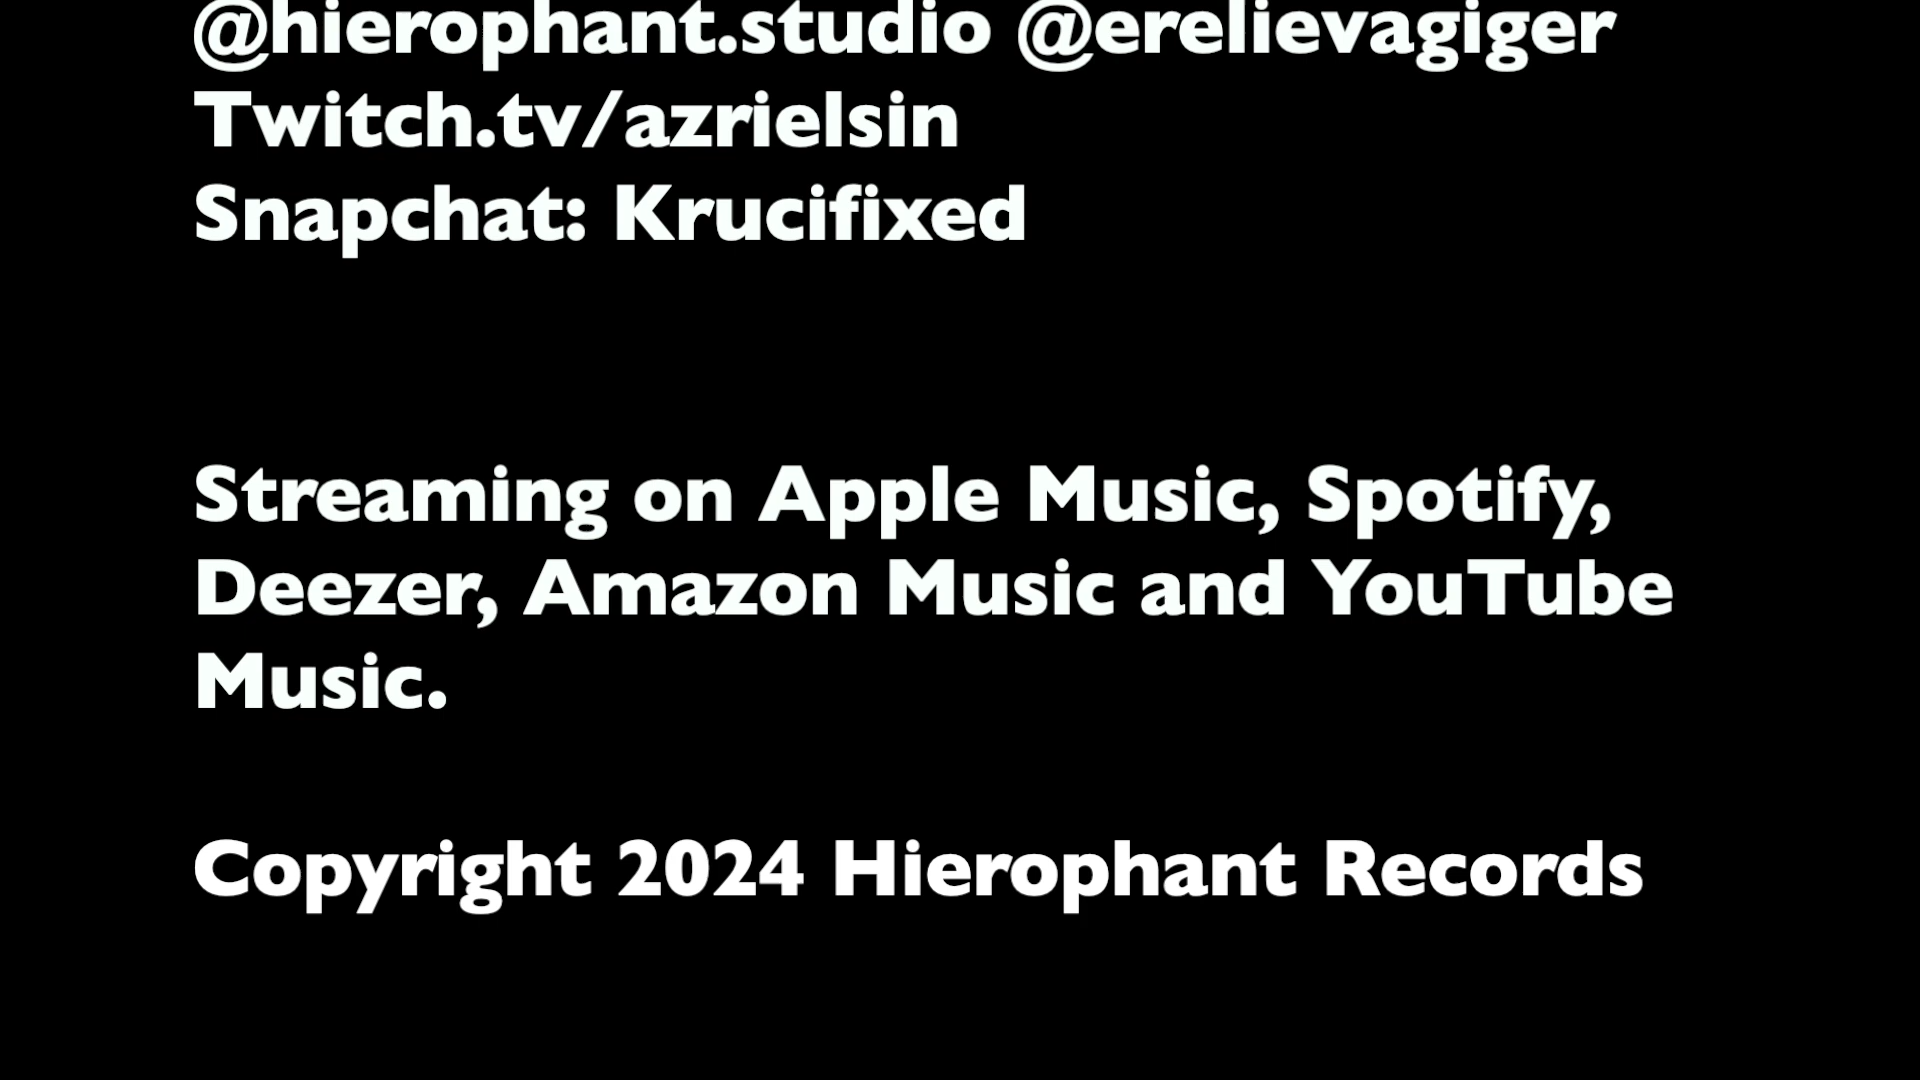 @hierophant.studio @erelievagiger
Twitch.tv/azrielsin
Snapchat: Krucifixed
Streaming on Apple Music, Spotify,
Deezer, Amazon Music and YouTube
Music.
Copyright 2024 Hierophant Records